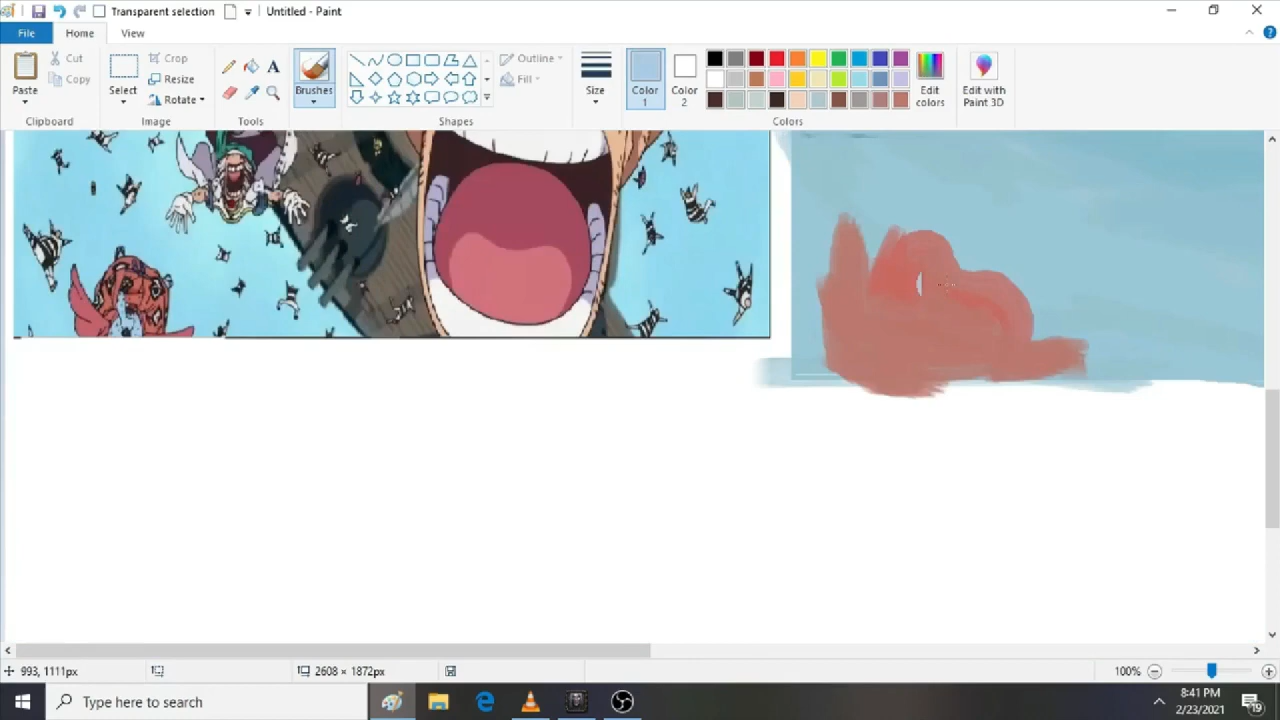 Transparent selection Untitled - Paint
File Home View
Paste Cut Copy Select Crop Resize Rotate Brushes Outline Fill Size Color 1 Color 2 Edit colors Edit with Paint 3D
Clipboard Image Tools Shapes Colors
993, 1111px 2608 × 1872px 100%
Type here to search 8:41 PM
2/23/2021 19